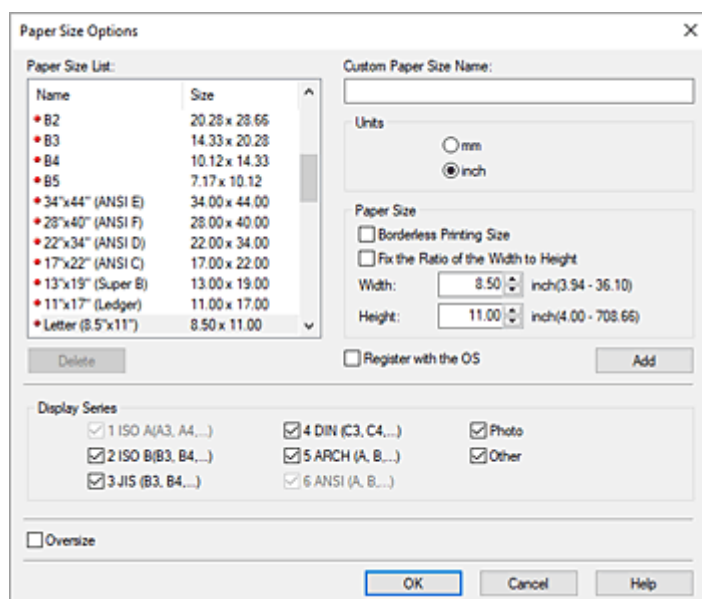 Paper Size Options
Paper Size List:
Name Size
B2 20.28 x 28.66
B3 14.33 x 20.28
B4 10.12 x 14.33
B5 7.17 x 10.12
34"x44" (ANSI E) 34.00 x 44.00
28"x40" (ANSI F) 28.00 x 40.00
22"x34" (ANSI D) 22.00 x 34.00
17"x22" (ANSI C) 17.00 x 22.00
13"x19" (Super B) 13.00 x 19.00
11"x17" (Ledger) 11.00 x 17.00
Letter (8.5"x11") 8.50 x 11.00
Delete
Custom Paper Size Name:
Units
mm
inch
Paper Size
Borderless Printing Size
Fix the Ratio of the Width to Height
Width: 8.50 inch(3.94 - 36.10)
Height: 11.00 inch(4.00 - 708.66)
Register with the OS Add
Display Series
1 ISO A(A3, A4,...) 4 DIN (C3, C4,...) Photo
2 ISO B(B3, B4,...) 5 ARCH (A, B,...) Other
3 JIS (B3, B4,...) 6 ANSI (A, B,...)
Oversize
OK Cancel Help